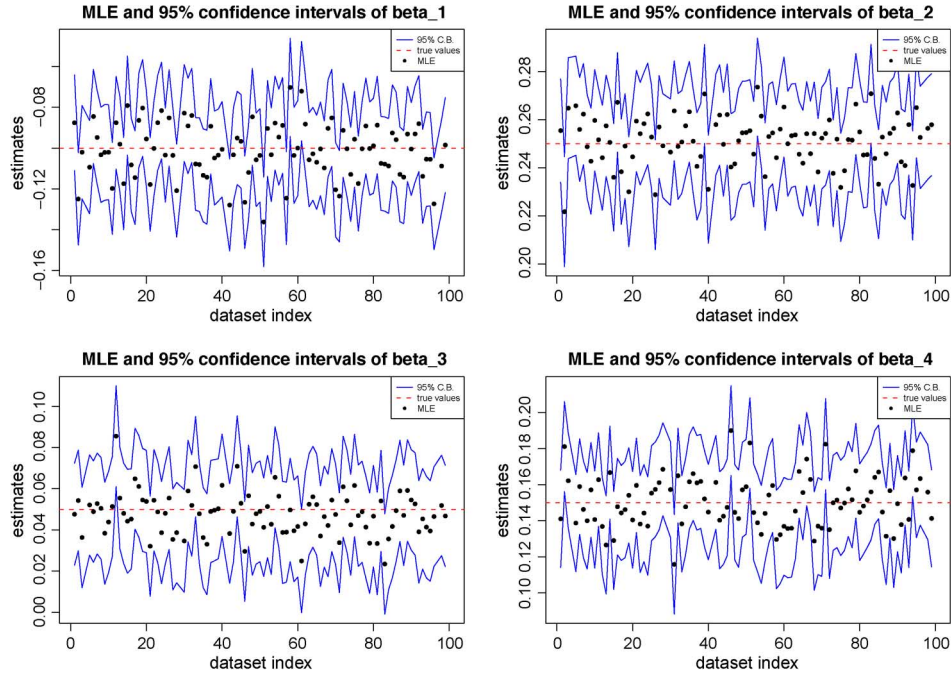 MLE and 95% confidence intervals of beta_1
95% C.B.
true values
MLE
estimates
−0.08
−0.12
−0.16
0
20
40
60
80
100
dataset index
MLE and 95% confidence intervals of beta_2
95% C.B.
true values
MLE
estimates
0.28
0.26
0.24
0.22
0.20
0
20
40
60
80
100
dataset index
MLE and 95% confidence intervals of beta_3
95% C.B.
true values
MLE
estimates
0.10
0.08
0.06
0.04
0.02
0.00
0
20
40
60
80
100
dataset index
MLE and 95% confidence intervals of beta_4
95% C.B.
true values
MLE
estimates
0.20
0.18
0.16
0.14
0.12
0.10
0
20
40
60
80
100
dataset index